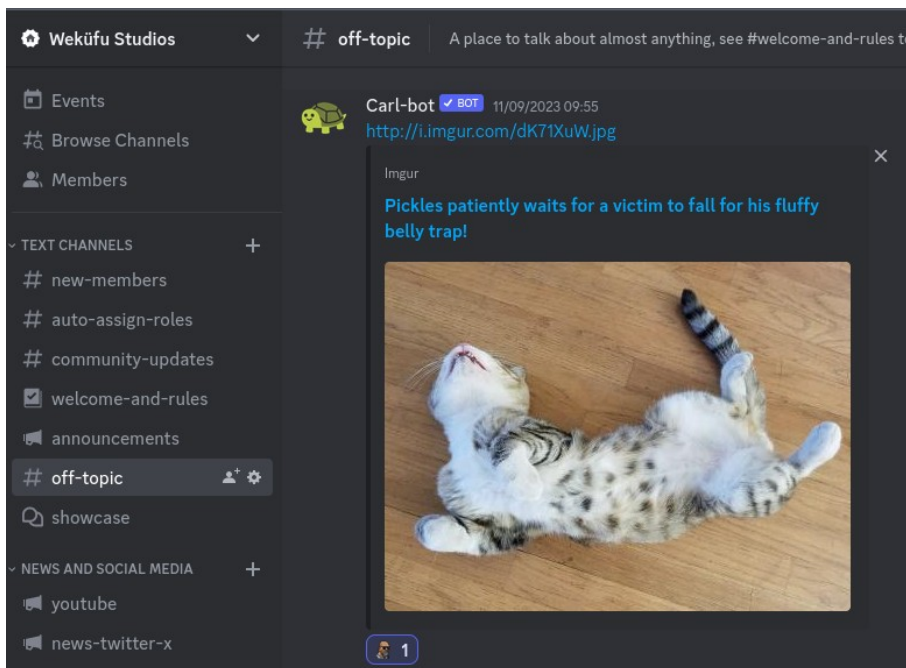 Weküfu Studios
Events
Browse Channels
Members
TEXT CHANNELS
new-members
auto-assign-roles
community-updates
welcome-and-rules
announcements
off-topic
showcase
NEWS AND SOCIAL MEDIA
youtube
news-twitter-x
off-topic
A place to talk about almost anything, see #welcome-and-rules
Carl-bot BOT 11/09/2023 09:55
http://i.imgur.com/dK71XuW.jpg
Imgur
Pickles patiently waits for a victim to fall for his fluffy
belly trap!
1